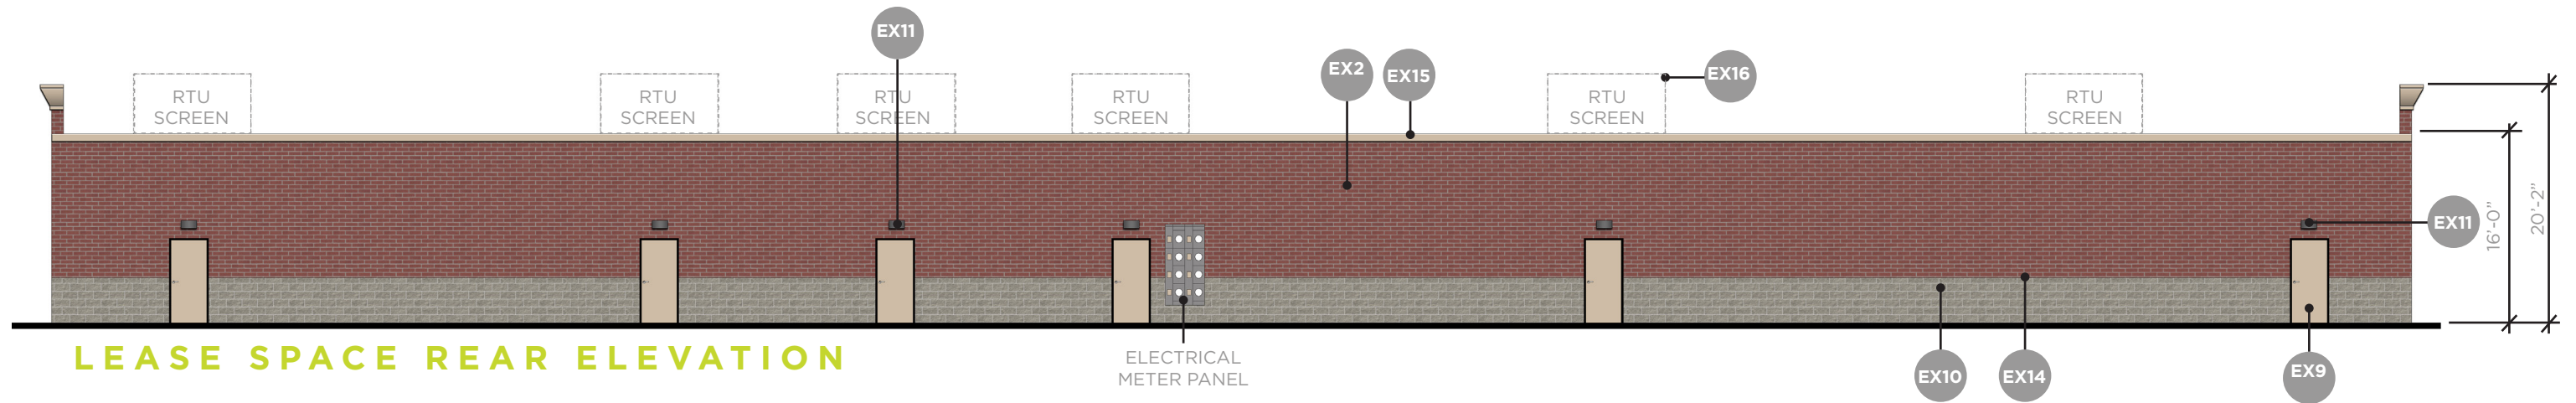 EX11
EX2
EX15
EX16
RTU
SCREEN
RTU
SCREEN
RTU
SCREEN
RTU
SCREEN
RTU
SCREEN
RTU
SCREEN
EX11
16'-0"
20'-2"
LEASE SPACE REAR ELEVATION
ELECTRICAL
METER PANEL
EX10
EX14
EX9